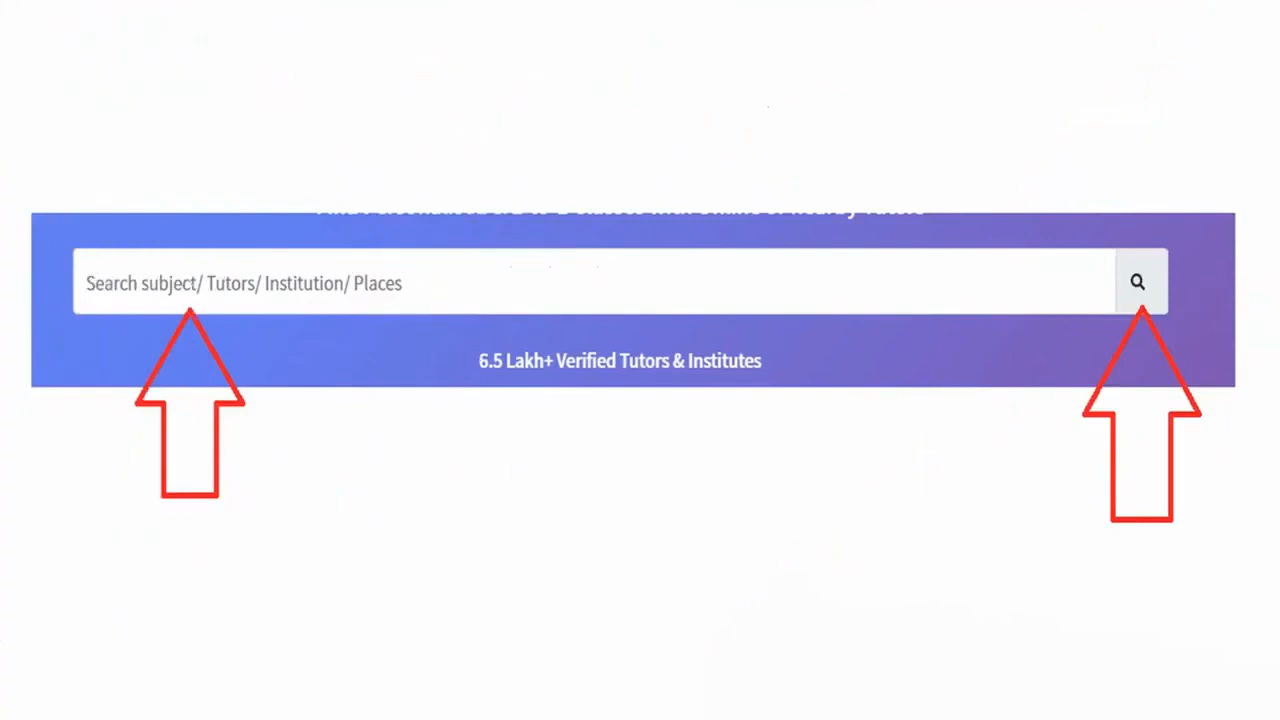 Search subject/ Tutors/ Institution/ Places
6.5 Lakh+ Verified Tutors & Institutes